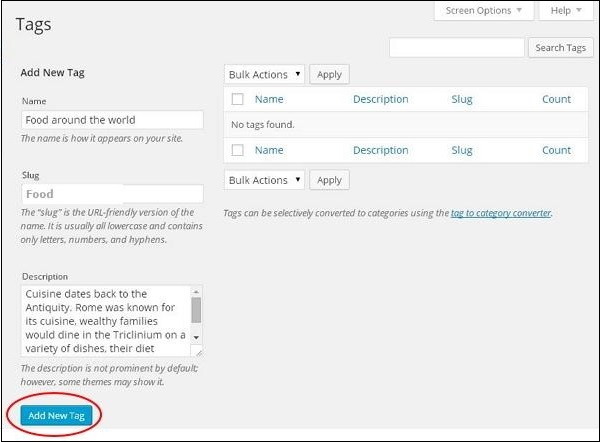 Screen Options ▼ Help ▼
Tags
Search Tags
Add New Tag
Name
Food around the world
The name is how it appears on your site.
Slug
Food
The “slug” is the URL-friendly version of the
name. It is usually all lowercase and contains
only letters, numbers, and hyphens.
Description
Cuisine dates back to the
Antiquity. Rome was known for
its cuisine, wealthy families
would dine in the Triclinium on a
variety of dishes, their diet
The description is not prominent by default;
however, some themes may show it.
Add New Tag
Bulk Actions ▼ Apply
Name Description Slug Count
No tags found.
Name Description Slug Count
Bulk Actions ▼ Apply
Tags can be selectively converted to categories using the tag to category converter.